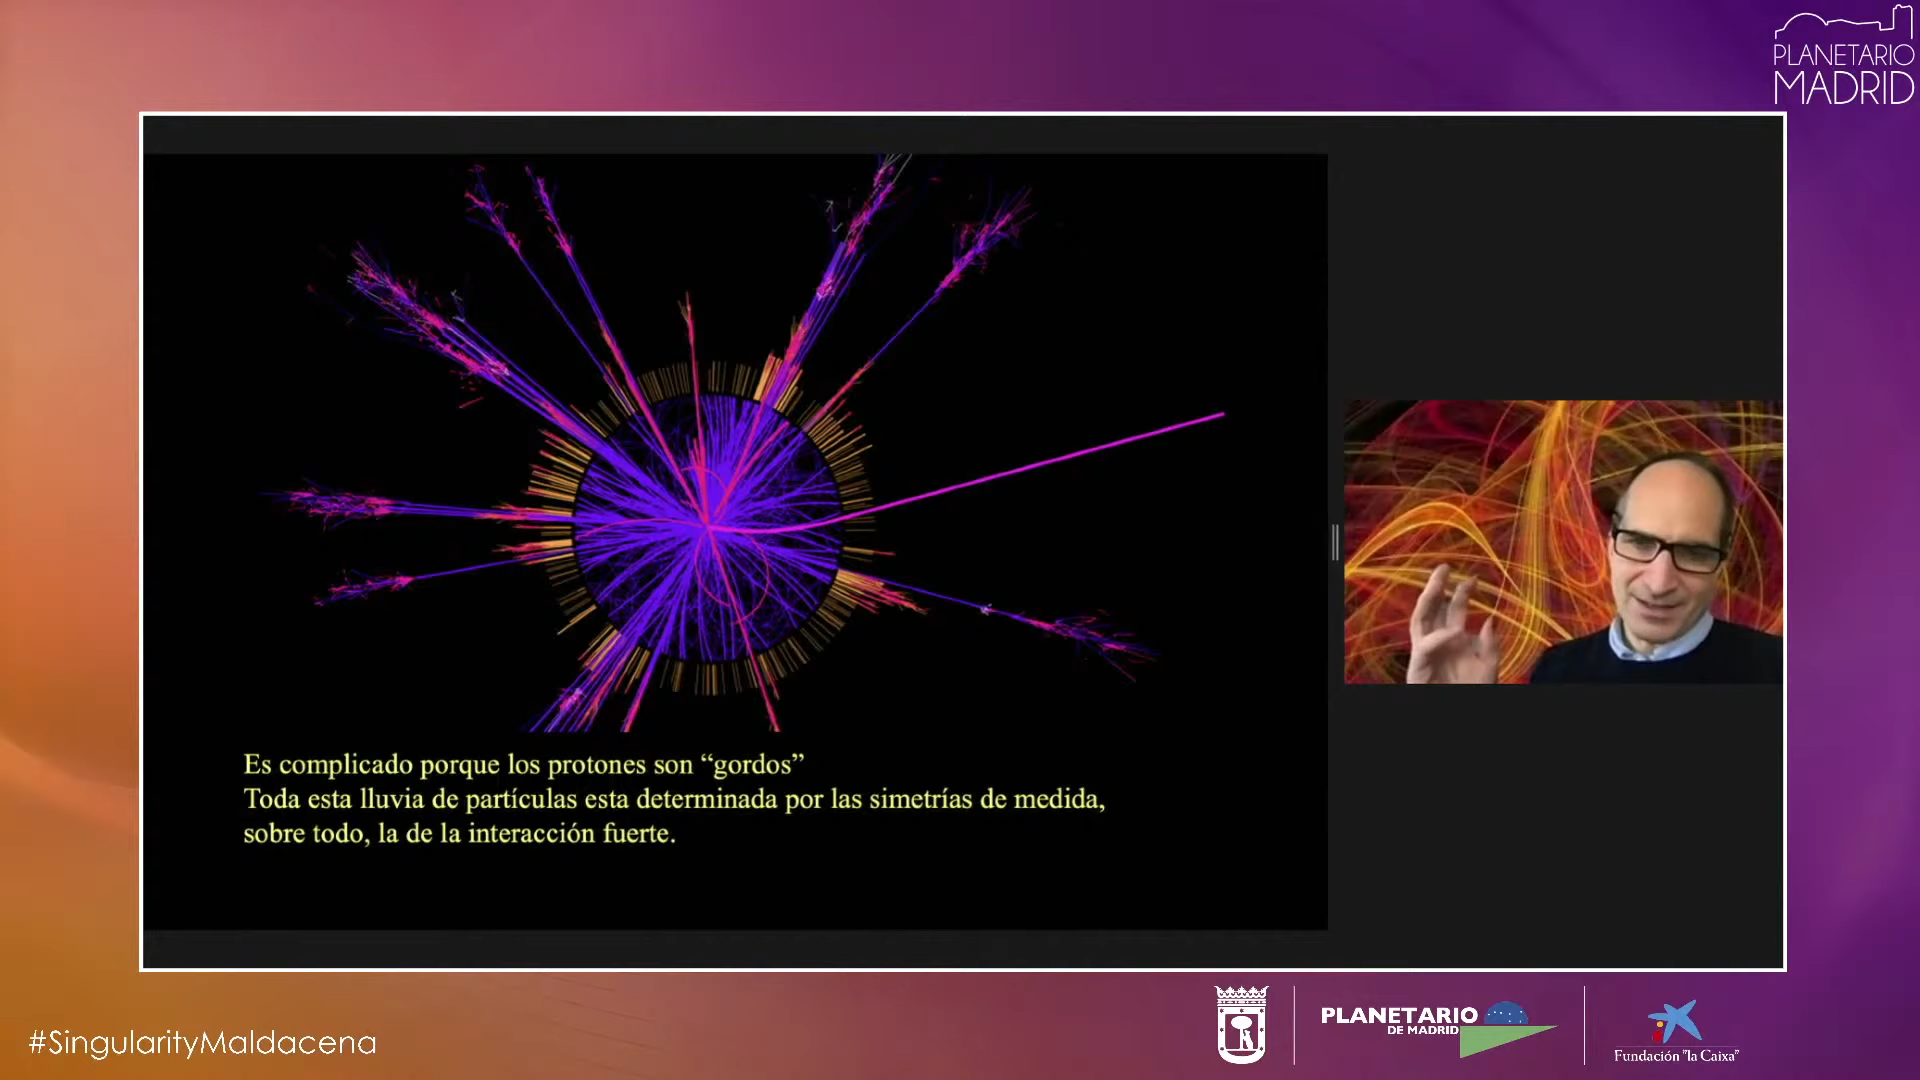 PLANETARIO
MADRID
Es complicado porque los protones son “gordos”
Toda esta lluvia de partículas esta determinada por las simetrías de medida,
sobre todo, la de la interacción fuerte.
#SingularityMaldacena
PLANETARIO
DE MADRID
Fundación "la Caixa"